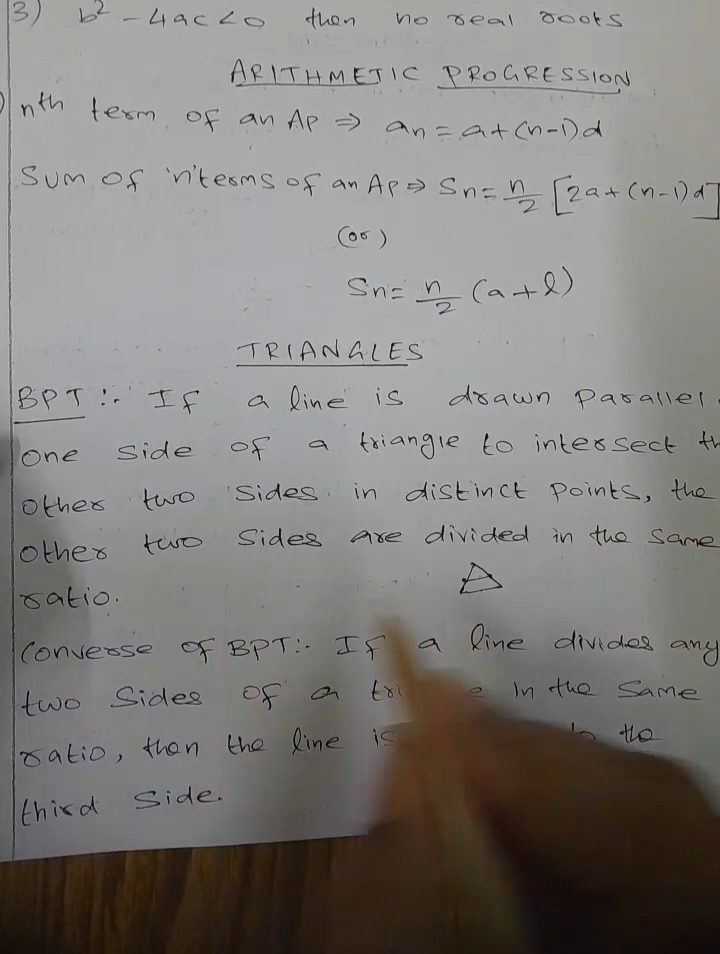 3) b² - 4ac < 0 then no real roots
ARITHMETIC PROGRESSION
nth term of an AP ⇒ an = a + (n-1)d
Sum of 'n' terms of an AP ⇒ Sn = n/2 [2a + (n-1)d]
(or)
Sn = n/2 (a + l)
TRIANGLES
BPT :- If a line is drawn parallel
one side of a triangle to intersect th
other two sides in distinct points, the
other two sides are divided in the same
ratio.
Converse of BPT:- If a line divides any
two sides of a tri e in the same
ratio, then the line is the
third side.